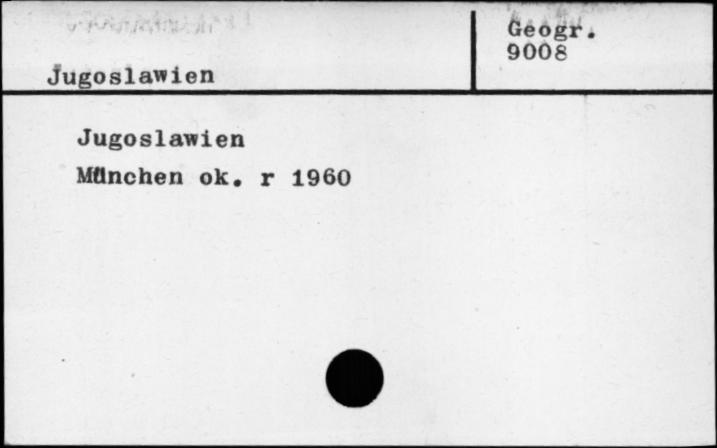 Geogr.
9008
Jugoslawien
Jugoslawien
München ok. r 1960